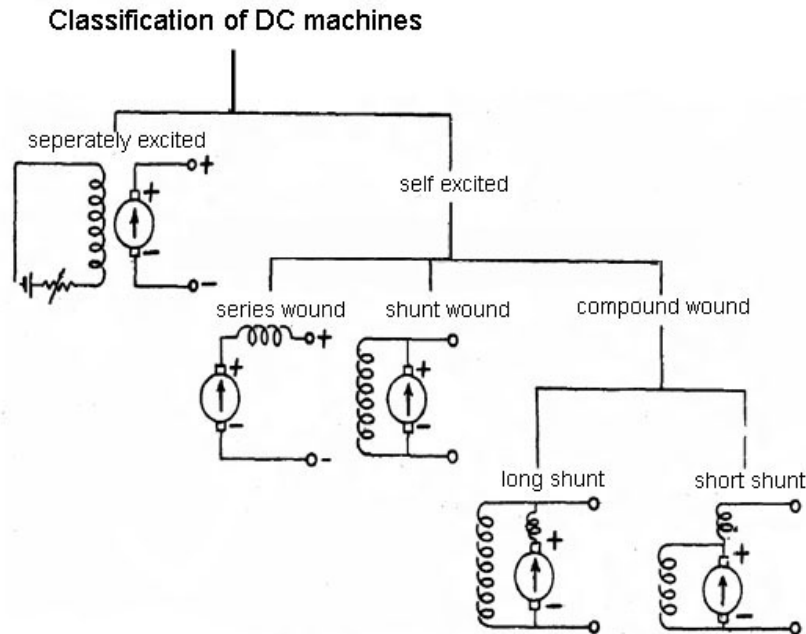 Classification of DC machines
seperately excited
self excited
+
+
-
-
series wound
shunt wound
compound wound
+
+
-
-
+
-
long shunt
short shunt
+
-
+
-